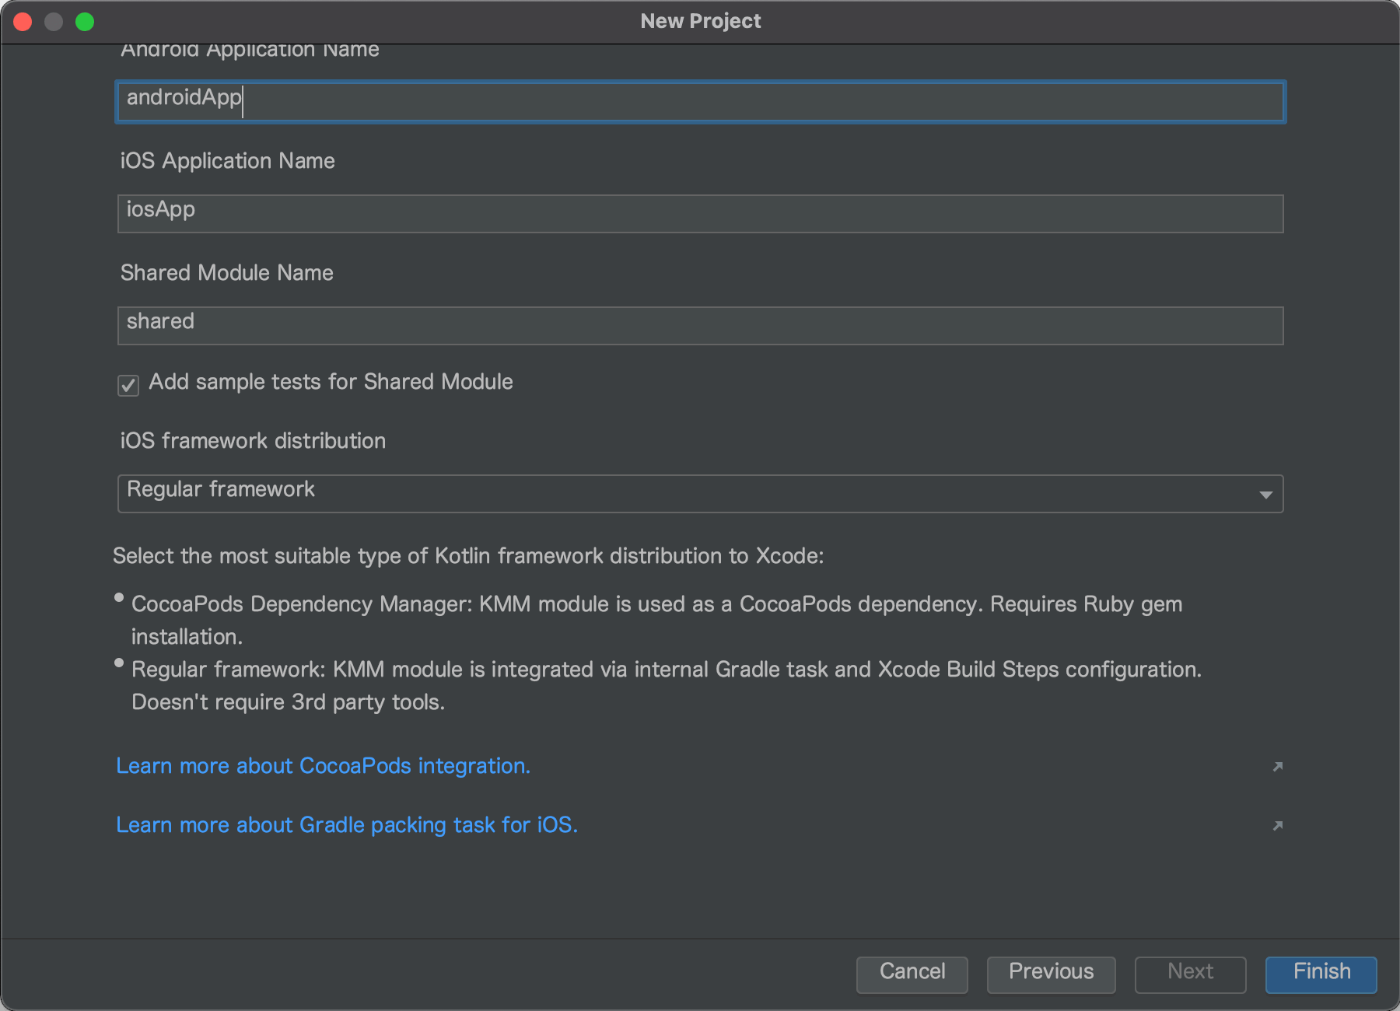 New Project
Android Application Name
androidApp
iOS Application Name
iosApp
Shared Module Name
shared
Add sample tests for Shared Module
iOS framework distribution
Regular framework
Select the most suitable type of Kotlin framework distribution to Xcode:
CocoaPods Dependency Manager: KMM module is used as a CocoaPods dependency. Requires Ruby gem
installation.
Regular framework: KMM module is integrated via internal Gradle task and Xcode Build Steps configuration.
Doesn't require 3rd party tools.
Learn more about CocoaPods integration.
Learn more about Gradle packing task for iOS.
Cancel Previous Next Finish